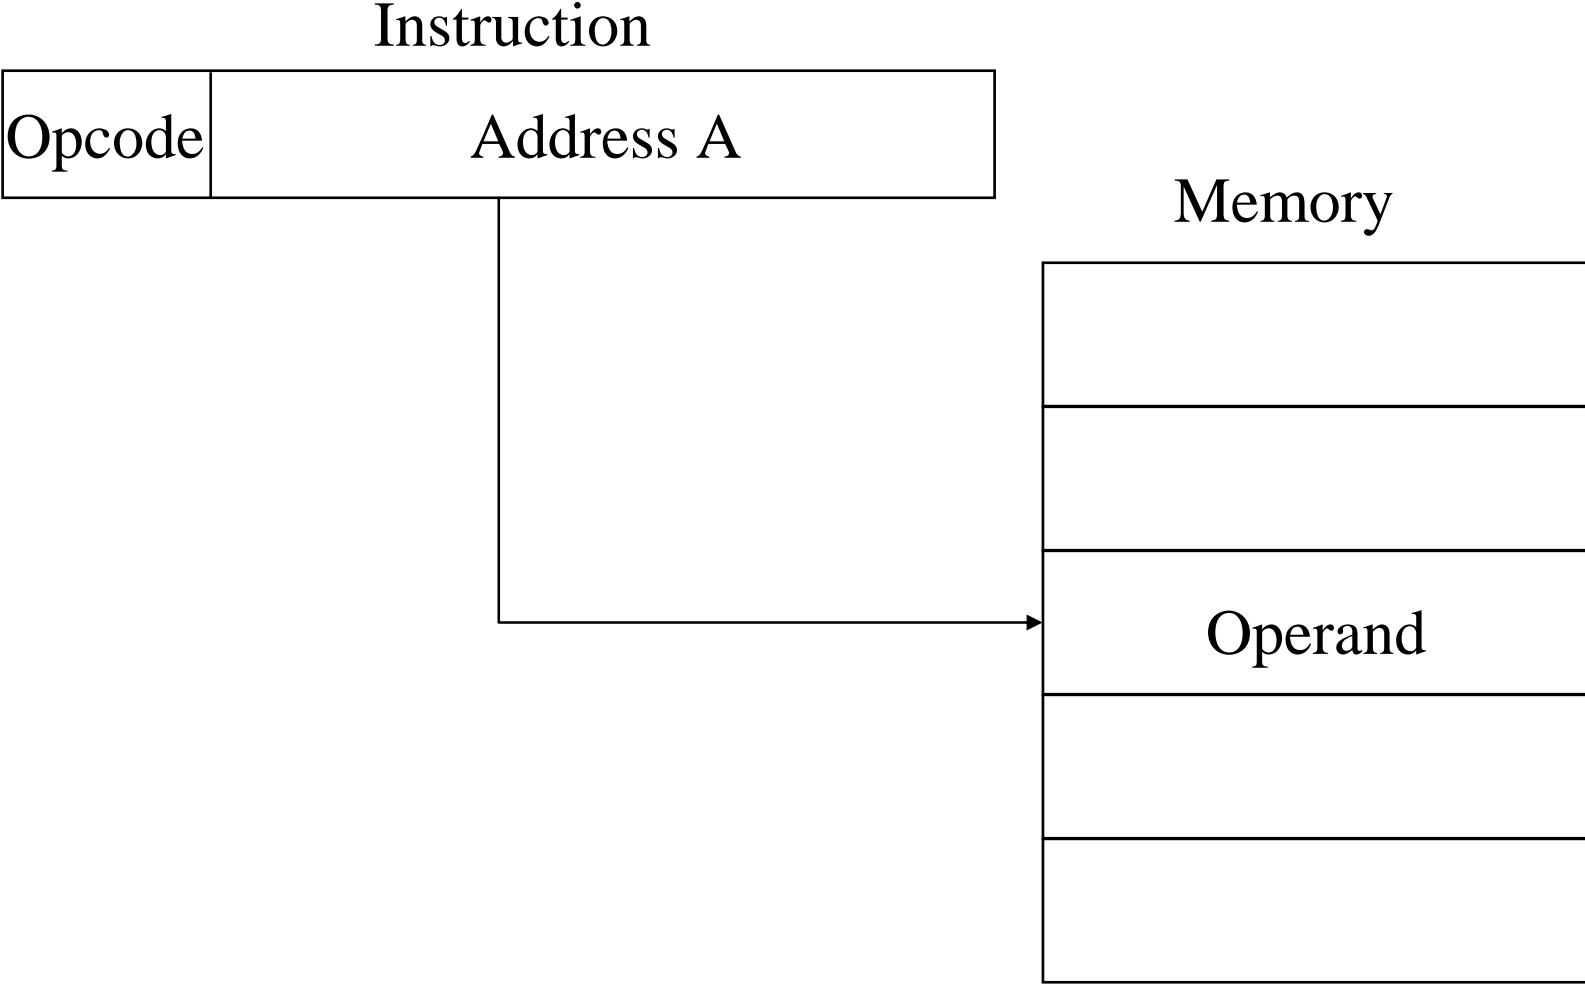 Instruction
Opcode
Address A
Memory
Operand